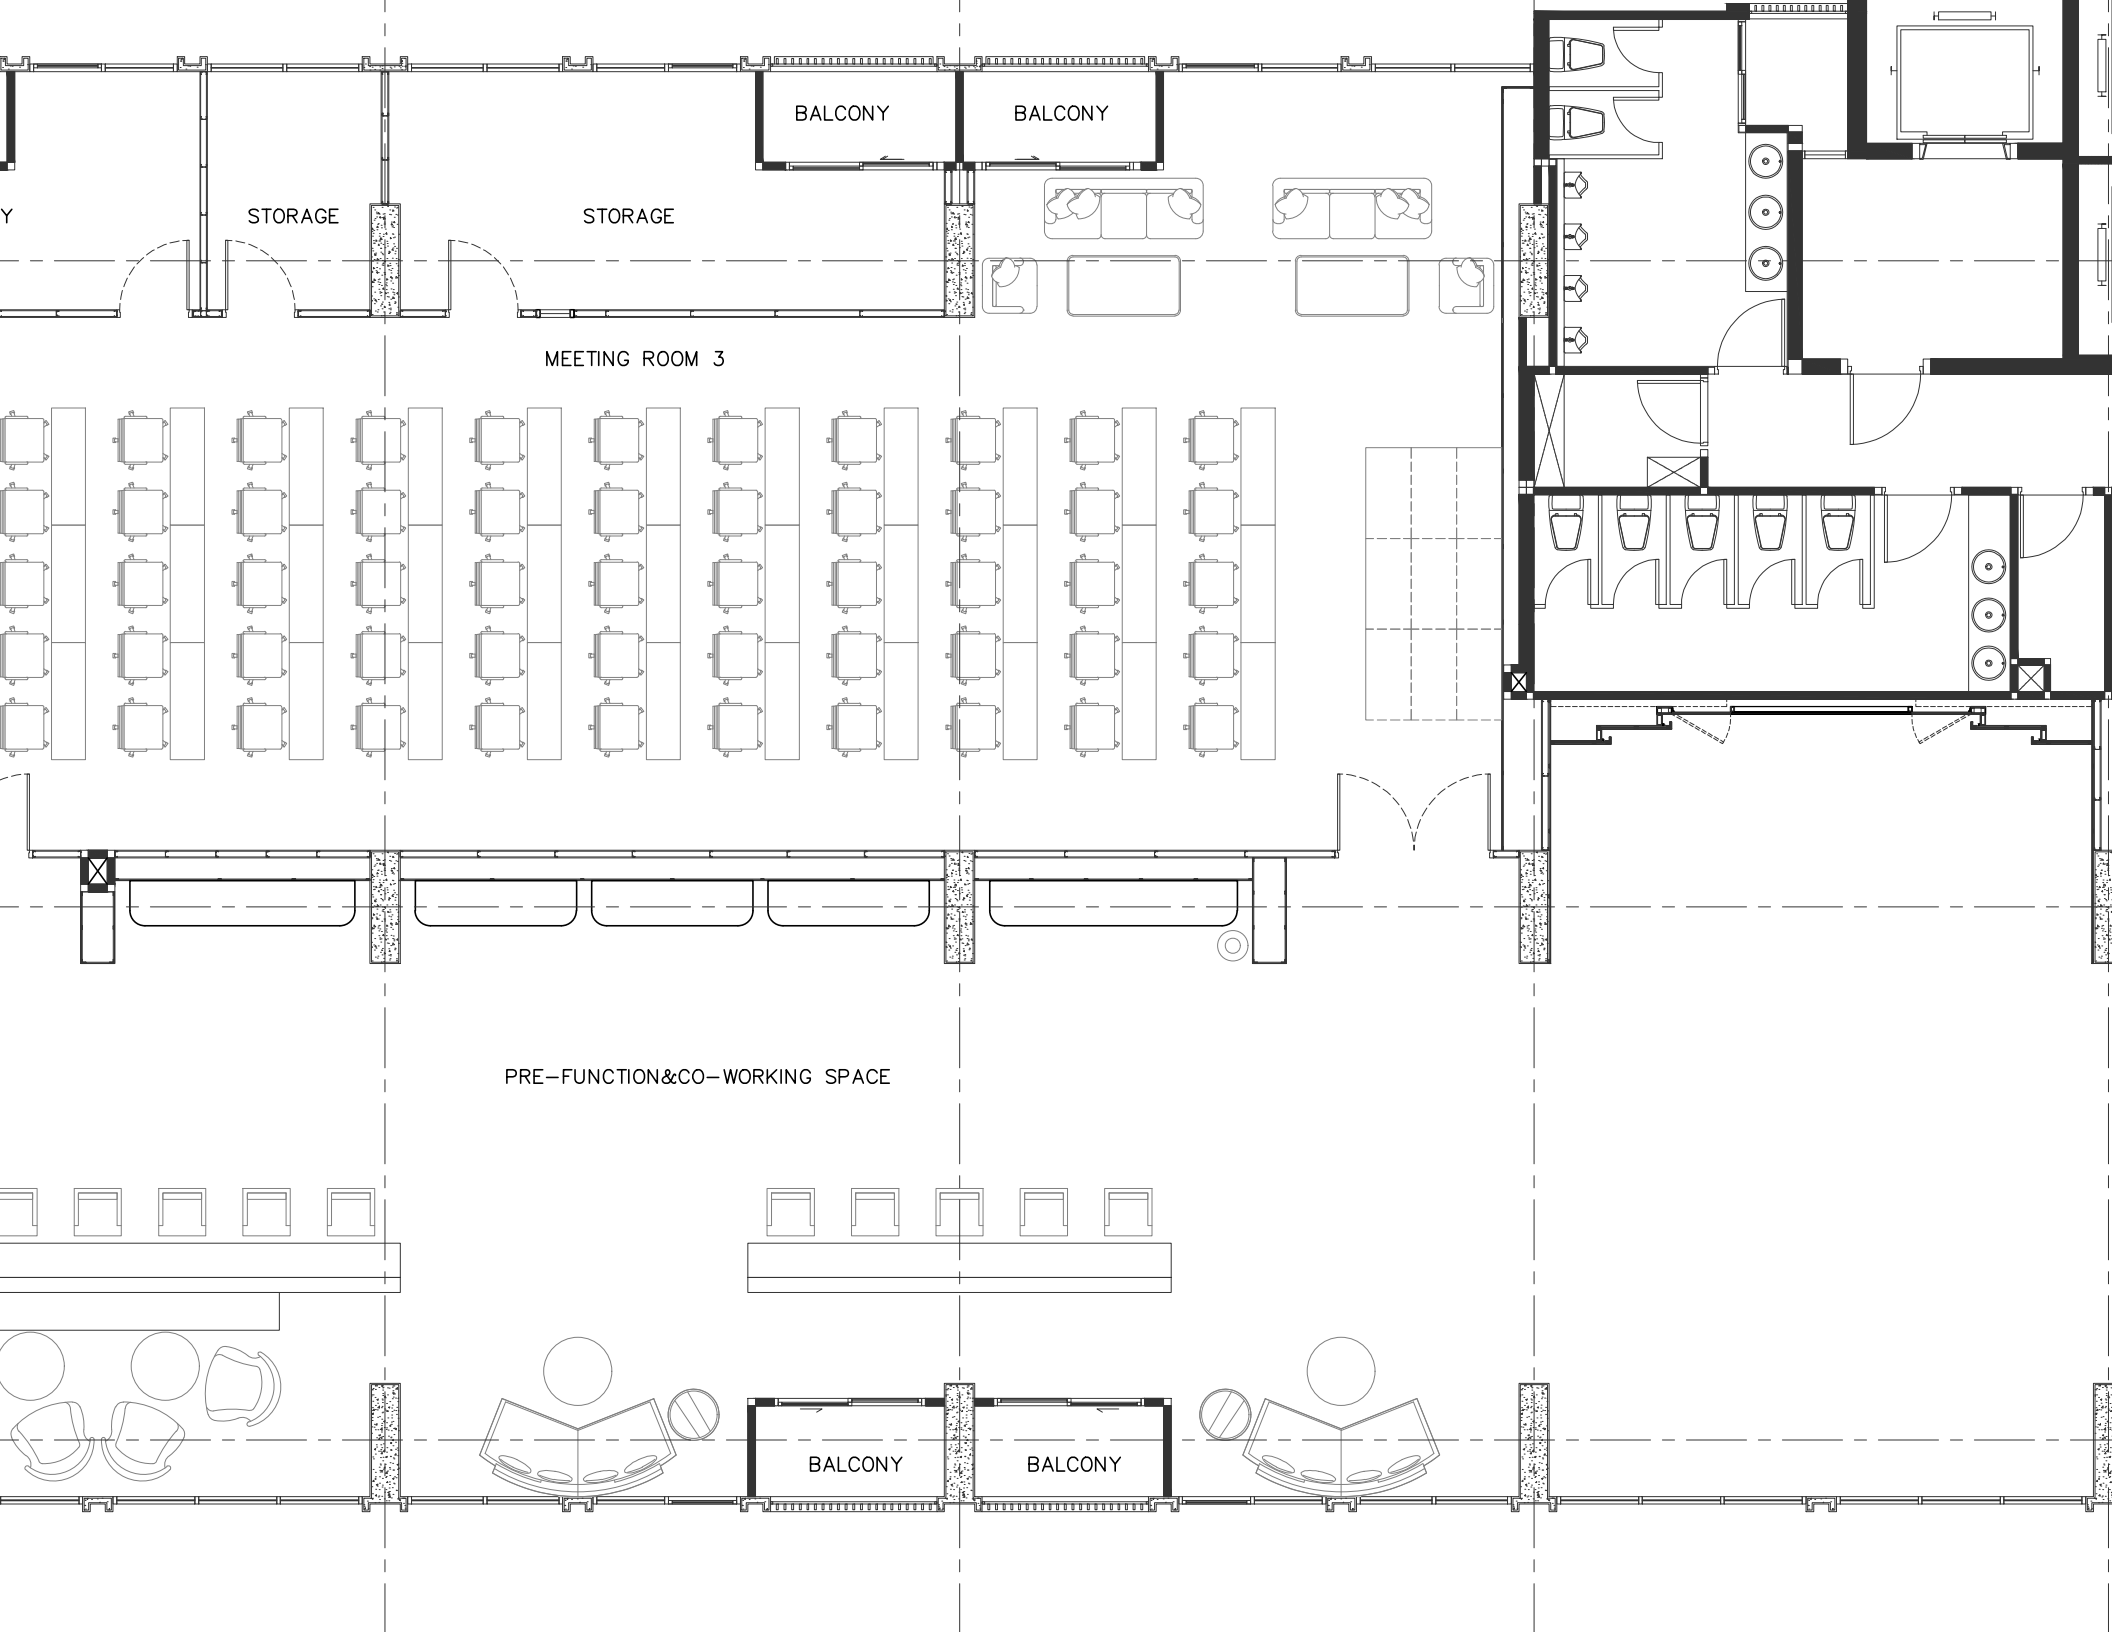 BALCONY
BALCONY
Y
STORAGE
STORAGE
MEETING ROOM 3
PRE-FUNCTION&CO-WORKING SPACE
BALCONY
BALCONY